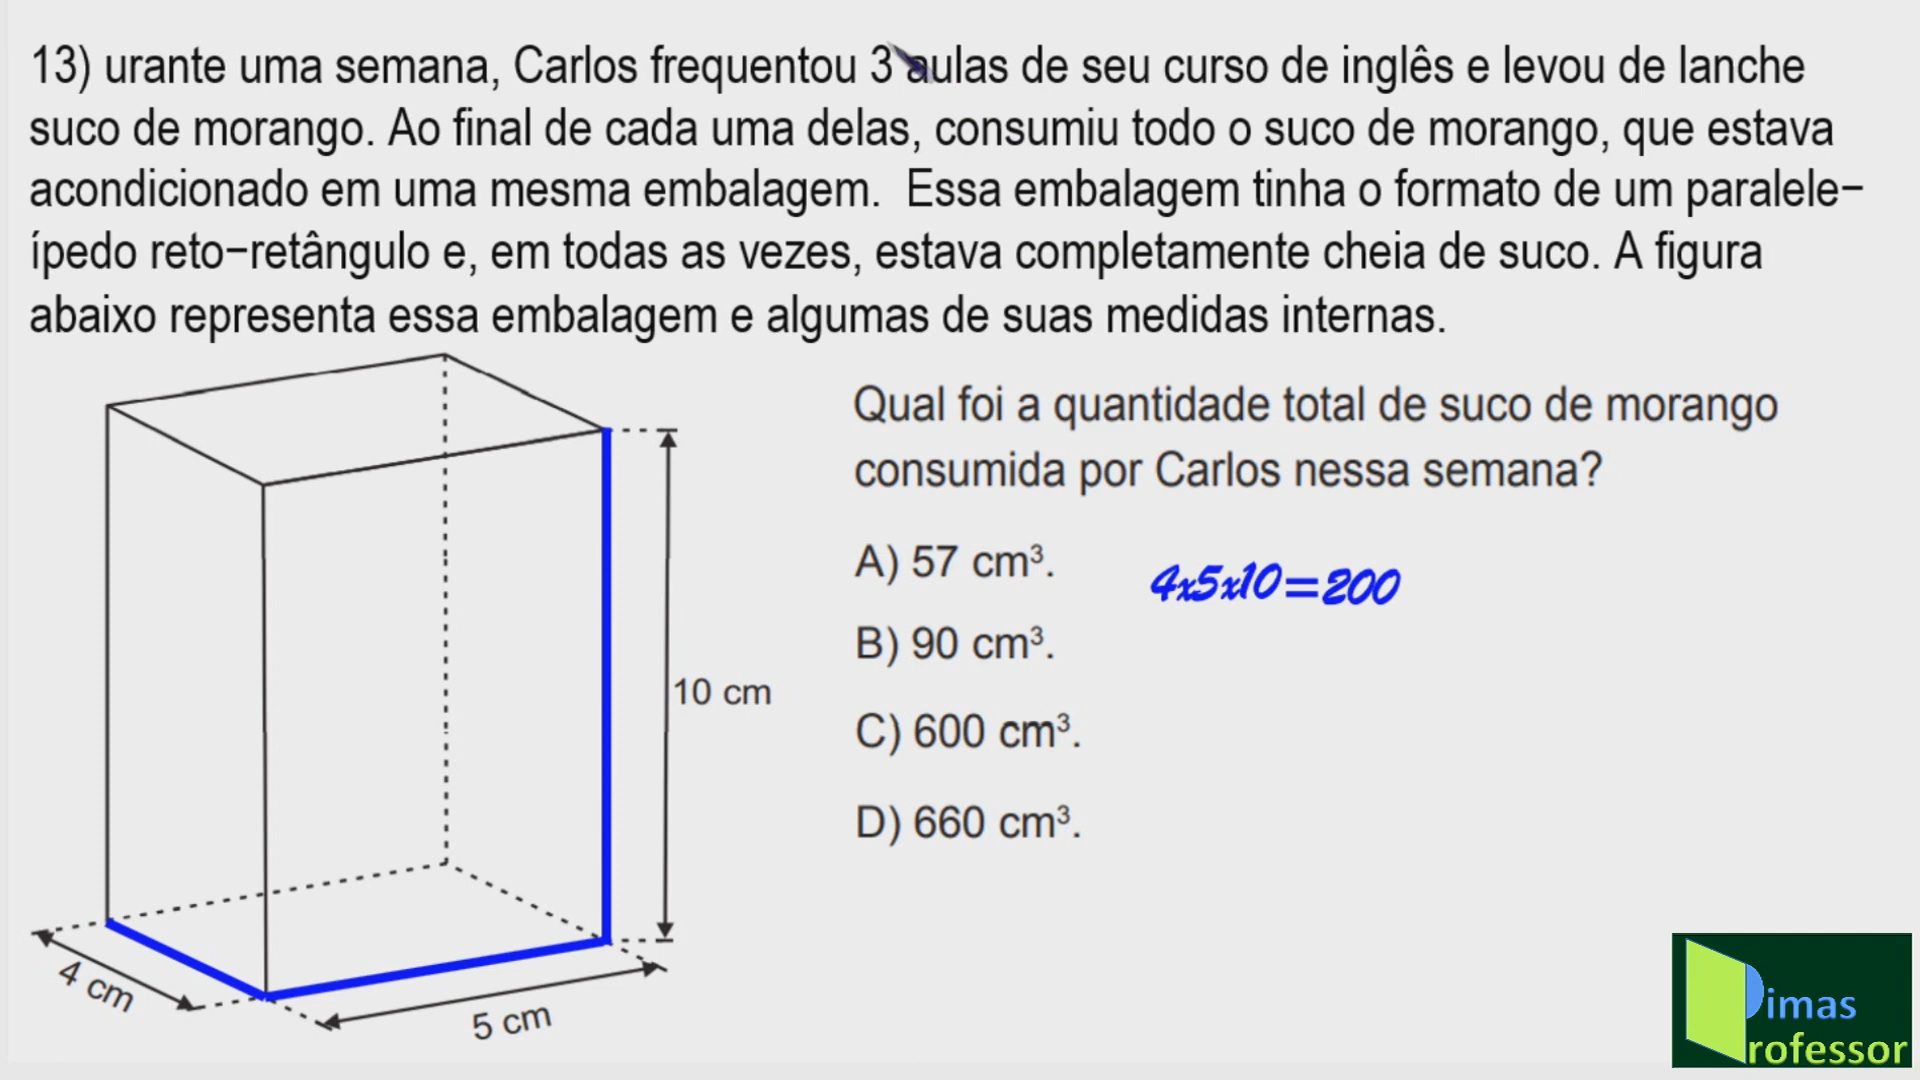 13) urante uma semana, Carlos frequentou 3 aulas de seu curso de inglês e levou de lanche
suco de morango. Ao final de cada uma delas, consumiu todo o suco de morango, que estava
acondicionado em uma mesma embalagem. Essa embalagem tinha o formato de um paralele−
ípedo reto−retângulo e, em todas as vezes, estava completamente cheia de suco. A figura
abaixo representa essa embalagem e algumas de suas medidas internas.
Qual foi a quantidade total de suco de morango
consumida por Carlos nessa semana?
A) 57 cm³.
4x5x10=200
B) 90 cm³.
10 cm
C) 600 cm³.
D) 660 cm³.
4 cm
5 cm
Dimas
Professor